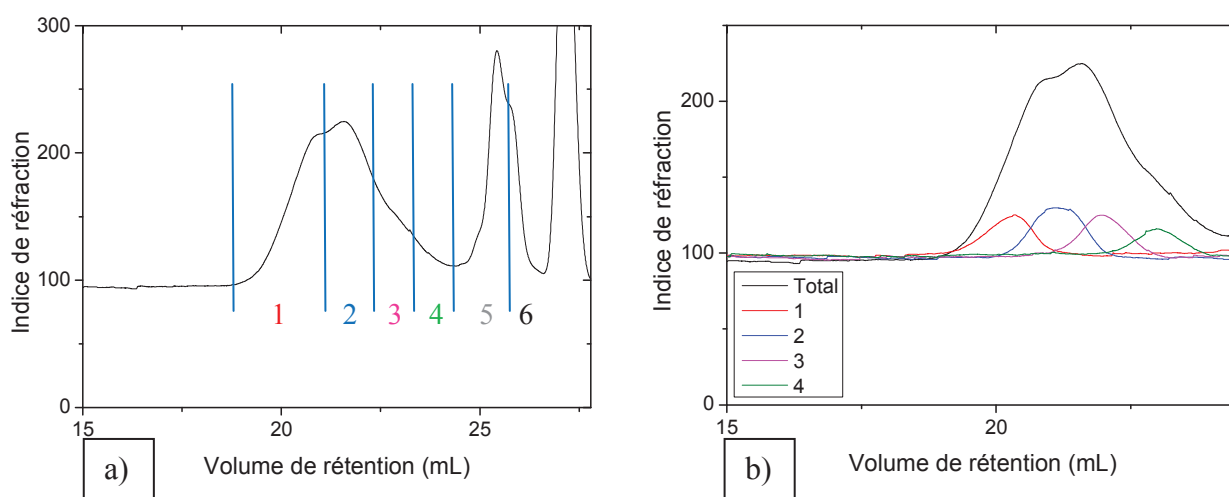 300
200
100
0
Indice de réfraction
1 2 3 4 5 6
15 20 25
Volume de rétention (mL)
a)
200
100
0
Indice de réfraction
Total
1
2
3
4
15 20
Volume de rétention (mL)
b)